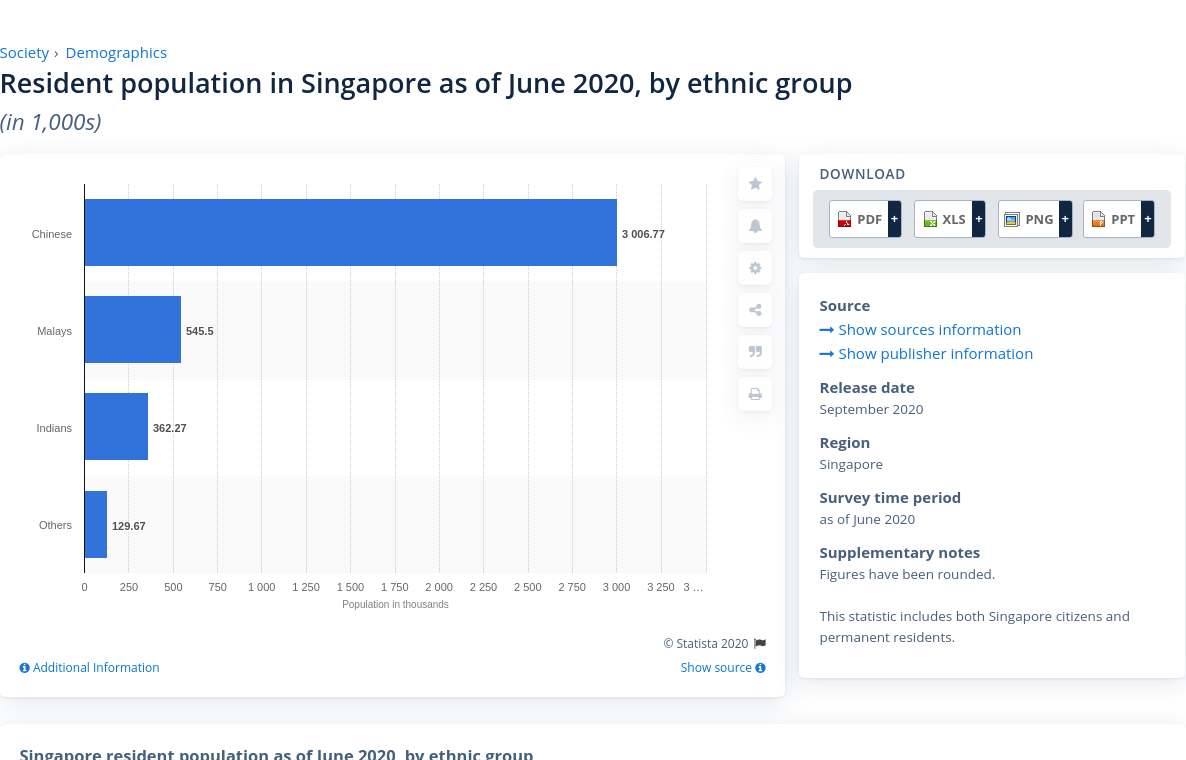 Society › Demographics
Resident population in Singapore as of June 2020, by ethnic group
(in 1,000s)
Chinese
3 006.77
Malays
545.5
Indians
362.27
Others
129.67
0 250 500 750 1 000 1 250 1 500 1 750 2 000 2 250 2 500 2 750 3 000 3 250 3 …
Population in thousands
© Statista 2020
Additional Information
Show source
DOWNLOAD
PDF + XLS + PNG + PPT +
Source
Show sources information
Show publisher information
Release date
September 2020
Region
Singapore
Survey time period
as of June 2020
Supplementary notes
Figures have been rounded.
This statistic includes both Singapore citizens and
permanent residents.
Singapore resident population as of June 2020, by ethnic group